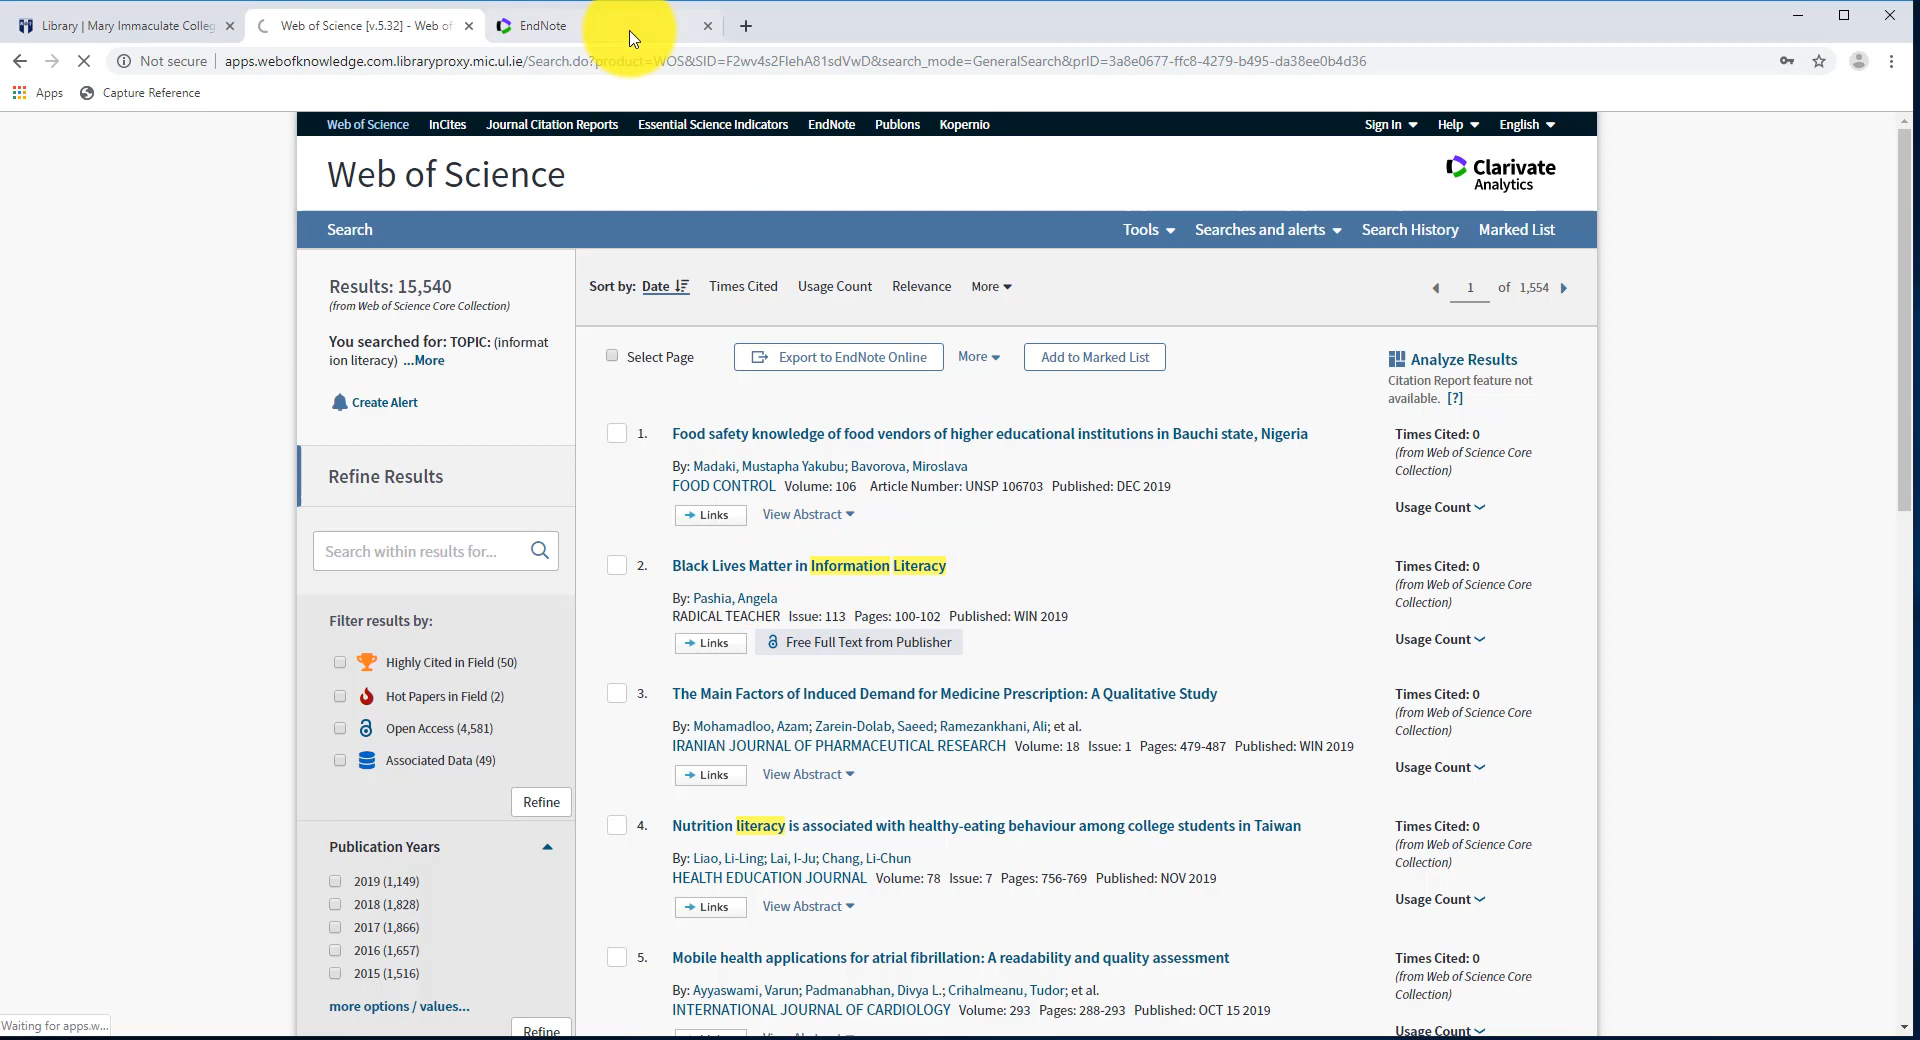 Library | Mary Immaculate Colleg
Web of Science [v.5.32] - Web of
EndNote
Not secure
apps.webofknowledge.com.libraryproxy.mic.ul.ie/Search.do?product=WOS&SID=F2wv4s2FIehA81sdVwD&search_mode=GeneralSearch&prID=3a8e0677-ffc8-4279-b495-da38ee0b4d36
Apps
Capture Reference
Web of Science InCites Journal Citation Reports Essential Science Indicators EndNote Publons Kopernio
Sign In Help English
Web of Science
Clarivate
Analytics
Search
Tools Searches and alerts Search History Marked List
Results: 15,540
(from Web of Science Core Collection)
You searched for: TOPIC: (informat
ion literacy) ...More
Create Alert
Refine Results
Search within results for...
Filter results by:
Highly Cited in Field (50)
Hot Papers in Field (2)
Open Access (4,581)
Associated Data (49)
Refine
Publication Years
2019 (1,149)
2018 (1,828)
2017 (1,866)
2016 (1,657)
2015 (1,516)
more options / values...
Refine
Waiting for apps.w...
Sort by: Date Times Cited Usage Count Relevance More
1 of 1,554
Select Page
Export to EndNote Online
More
Add to Marked List
Analyze Results
Citation Report feature not
available. [?]
1. Food safety knowledge of food vendors of higher educational institutions in Bauchi state, Nigeria
By: Madaki, Mustapha Yakubu; Bavorova, Miroslava
FOOD CONTROL Volume: 106 Article Number: UNSP 106703 Published: DEC 2019
Links View Abstract
Times Cited: 0
(from Web of Science Core
Collection)
Usage Count
2. Black Lives Matter in Information Literacy
By: Pashia, Angela
RADICAL TEACHER Issue: 113 Pages: 100-102 Published: WIN 2019
Links Free Full Text from Publisher
Times Cited: 0
(from Web of Science Core
Collection)
Usage Count
3. The Main Factors of Induced Demand for Medicine Prescription: A Qualitative Study
By: Mohamadloo, Azam; Zarein-Dolab, Saeed; Ramezankhani, Ali; et al.
IRANIAN JOURNAL OF PHARMACEUTICAL RESEARCH Volume: 18 Issue: 1 Pages: 479-487 Published: WIN 2019
Links View Abstract
Times Cited: 0
(from Web of Science Core
Collection)
Usage Count
4. Nutrition literacy is associated with healthy-eating behaviour among college students in Taiwan
By: Liao, Li-Ling; Lai, I-Ju; Chang, Li-Chun
HEALTH EDUCATION JOURNAL Volume: 78 Issue: 7 Pages: 756-769 Published: NOV 2019
Links View Abstract
Times Cited: 0
(from Web of Science Core
Collection)
Usage Count
5. Mobile health applications for atrial fibrillation: A readability and quality assessment
By: Ayyaswami, Varun; Padmanabhan, Divya L.; Crihalmeanu, Tudor; et al.
INTERNATIONAL JOURNAL OF CARDIOLOGY Volume: 293 Pages: 288-293 Published: OCT 15 2019
Times Cited: 0
(from Web of Science Core
Collection)
Usage Count